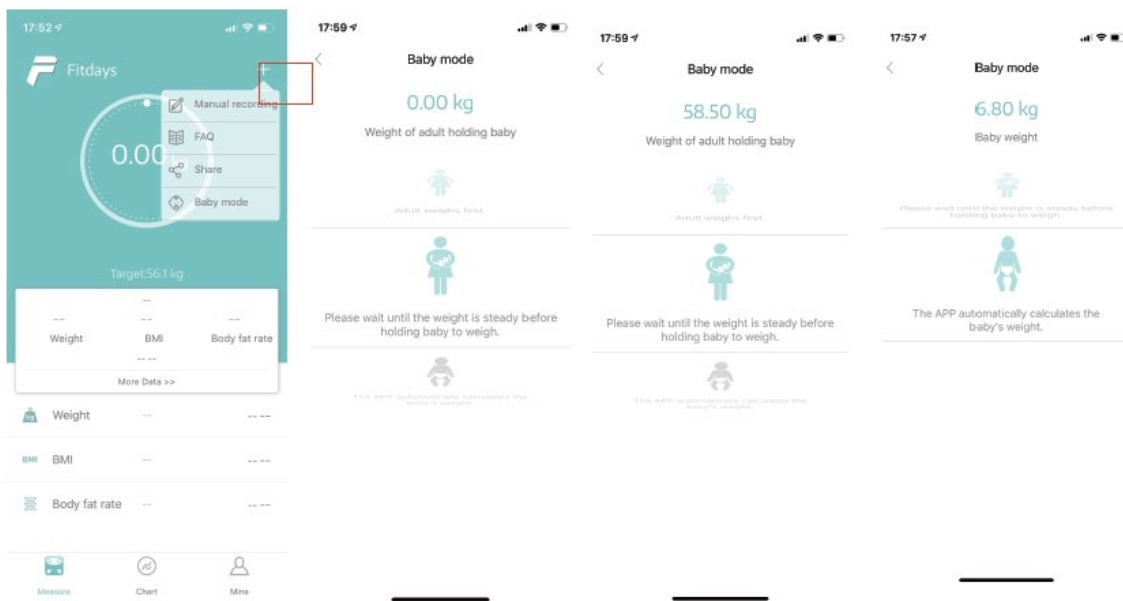 17:52
Fitdays
+
Manual recording
FAQ
Share
Baby mode
0.00
Target:56.1 kg
--
--
--
--
Weight
BMI
Body fat rate
-- --
More Data >>
kg
Weight
--
-- --
BMI
BMI
--
-- --
Body fat rate
--
-- --
Measure
Chart
Mine
17:59
Baby mode
0.00 kg
Weight of adult holding baby
Adult weighs first.
Please wait until the weight is steady before
holding baby to weigh.
The APP automatically calculates the
baby's weight.
17:59
Baby mode
58.50 kg
Weight of adult holding baby
Adult weighs first.
Please wait until the weight is steady before
holding baby to weigh.
The APP automatically calculates the
baby's weight.
17:57
Baby mode
6.80 kg
Baby weight
Please wait until the weight is steady before
holding baby to weigh.
The APP automatically calculates the
baby's weight.